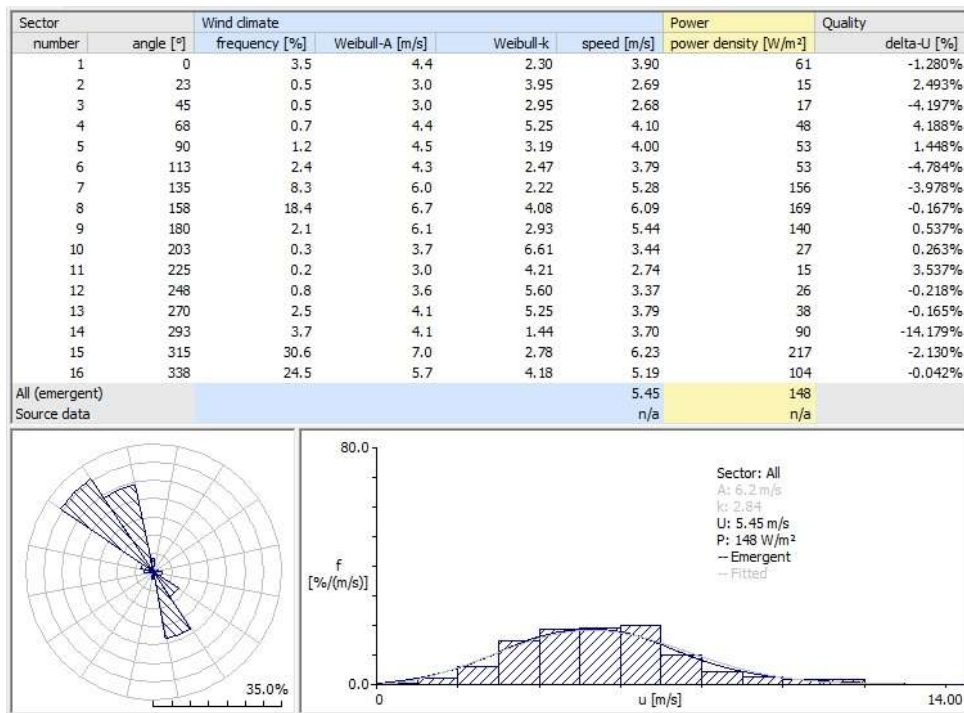 Sector Wind climate Power Quality
number angle [°] frequency [%] Weibull-A [m/s] Weibull-k speed [m/s] power density [W/m²] delta-U [%]
1 0 3.5 4.4 2.30 3.90 61 -1.280%
2 23 0.5 3.0 3.95 2.69 15 2.493%
3 45 0.5 3.0 2.95 2.68 17 -4.197%
4 68 0.7 4.4 5.25 4.10 48 4.188%
5 90 1.2 4.5 3.19 4.00 53 1.448%
6 113 2.4 4.3 2.47 3.79 53 -4.784%
7 135 8.3 6.0 2.22 5.28 156 -3.978%
8 158 18.4 6.7 4.08 6.09 169 -0.167%
9 180 2.1 6.1 2.93 5.44 140 0.537%
10 203 0.3 3.7 6.61 3.44 27 0.263%
11 225 0.2 3.0 4.21 2.74 15 3.537%
12 248 0.8 3.6 5.60 3.37 26 -0.218%
13 270 2.5 4.1 5.25 3.79 38 -0.165%
14 293 3.7 4.1 1.44 3.70 90 -14.179%
15 315 30.6 7.0 2.78 6.23 217 -2.130%
16 338 24.5 5.7 4.18 5.19 104 -0.042%
All (emergent) 5.45 148
Source data n/a n/a
35.0%
80.0
Sector: All
A: 6.2 m/s
k: 2.84
U: 5.45 m/s
P: 148 W/m²
-- Emergent
-- Fitted
f
[%/(m/s)]
0.0
0 u [m/s] 14.00